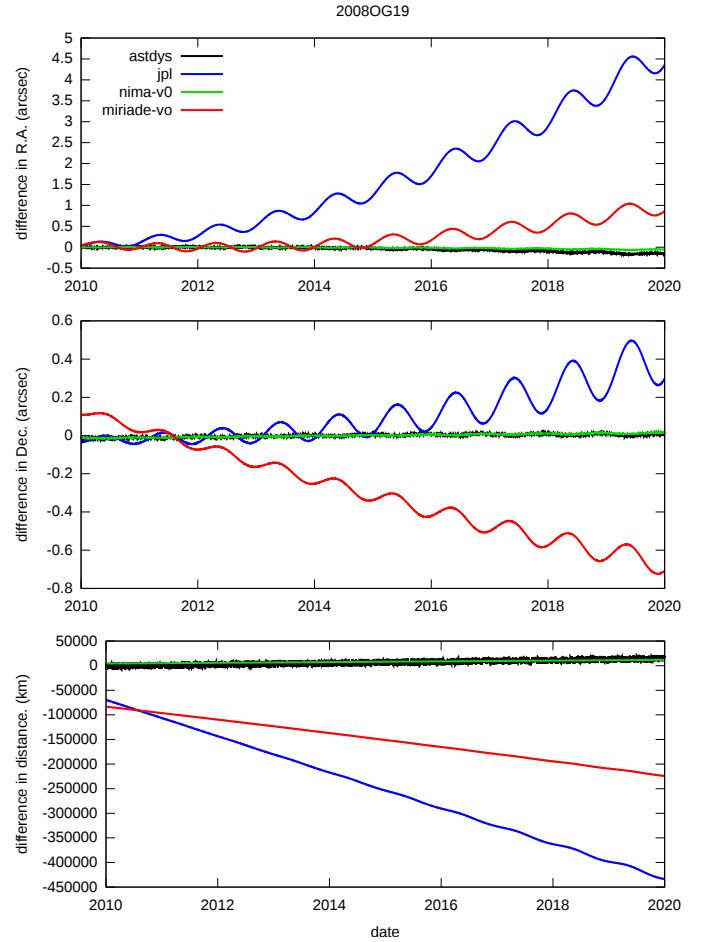 2008OG19
difference in R.A. (arcsec)
5
4.5
4
3.5
3
2.5
2
1.5
1
0.5
0
-0.5
astdys
jpl
nima-v0
miriade-vo
2010 2012 2014 2016 2018 2020
difference in Dec. (arcsec)
0.6
0.4
0.2
0
-0.2
-0.4
-0.6
-0.8
2010 2012 2014 2016 2018 2020
difference in distance. (km)
50000
0
-50000
-100000
-150000
-200000
-250000
-300000
-350000
-400000
-450000
2010 2012 2014 2016 2018 2020
date